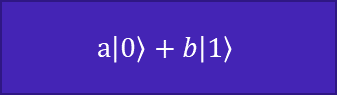 a|0⟩ + b|1⟩